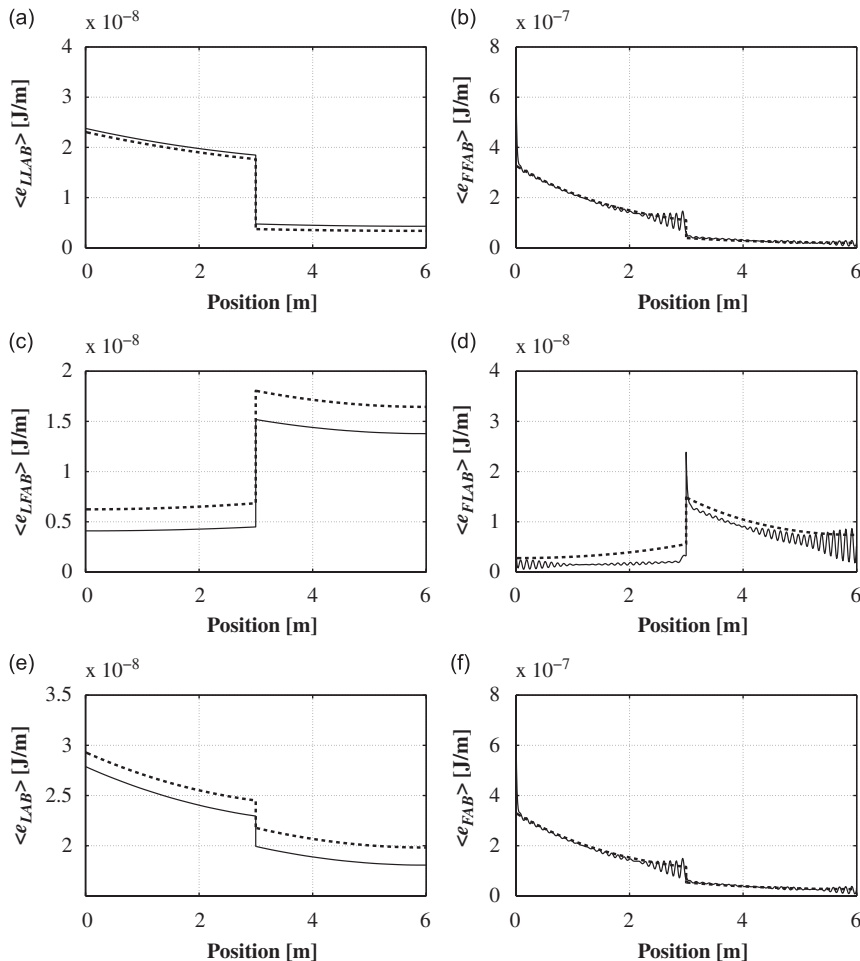 (a)
x 10⁻⁸
4
3
2
1
0
<e_LLAB> [J/m]
0 2 4 6
Position [m]
(b)
x 10⁻⁷
8
6
4
2
0
<e_FFAB> [J/m]
0 2 4 6
Position [m]
(c)
x 10⁻⁸
2
1.5
1
0.5
0
<e_LFAB> [J/m]
0 2 4 6
Position [m]
(d)
x 10⁻⁸
4
3
2
1
0
<e_FLAB> [J/m]
0 2 4 6
Position [m]
(e)
x 10⁻⁸
3.5
3
2.5
2
<e_LAB> [J/m]
0 2 4 6
Position [m]
(f)
x 10⁻⁷
8
6
4
2
0
<e_FAB> [J/m]
0 2 4 6
Position [m]